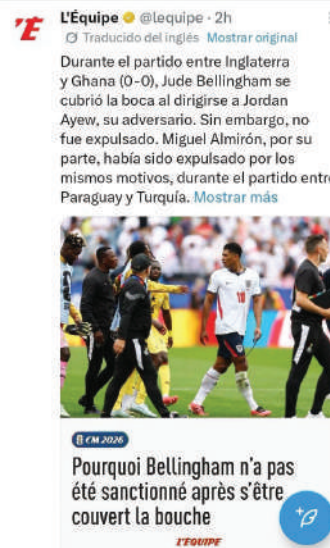 L'Équipe @lequipe · 2h
Traducido del inglés Mostrar original
Durante el partido entre Inglaterra
y Ghana (0-0), Jude Bellingham se
cubrió la boca al dirigirse a Jordan
Ayew, su adversario. Sin embargo, no
fue expulsado. Miguel Almirón, por su
parte, había sido expulsado por los
mismos motivos, durante el partido entre
Paraguay y Turquía. Mostrar más
10
CM 2026
Pourquoi Bellingham n'a pas
été sanctionné après s'être
couvert la bouche
L'ÉQUIPE